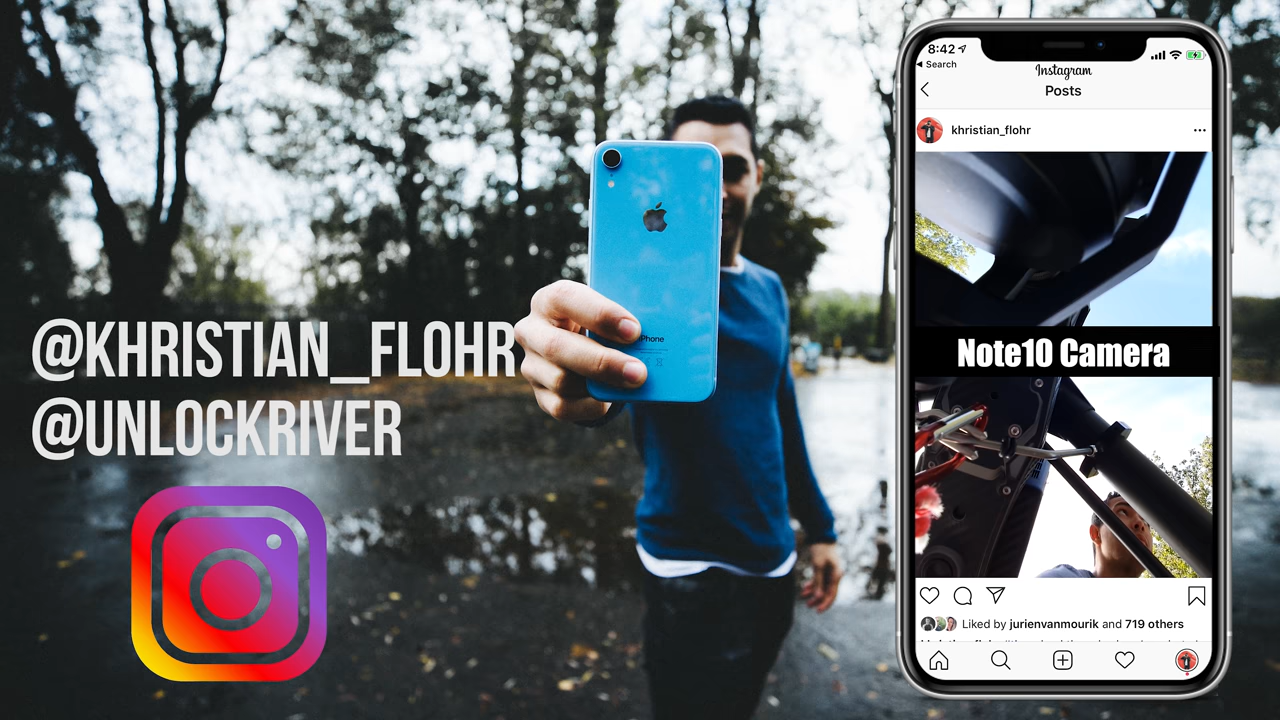 @KHRISTIAN_FLOHR
@UNLOCKRIVER
iPhone
8:42
Search
Instagram
Posts
khristian_flohr
Note10 Camera
Liked by jurienvanmourik and 719 others